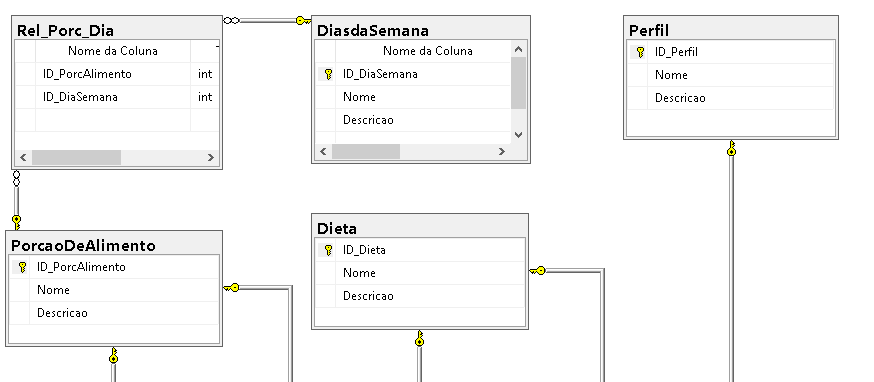 Rel_Porc_Dia
Nome da Coluna
ID_PorcAlimento int
ID_DiaSemana int
DiasdaSemana
Nome da Coluna
ID_DiaSemana
Nome
Descricao
Perfil
ID_Perfil
Nome
Descricao
PorcaoDeAlimento
ID_PorcAlimento
Nome
Descricao
Dieta
ID_Dieta
Nome
Descricao